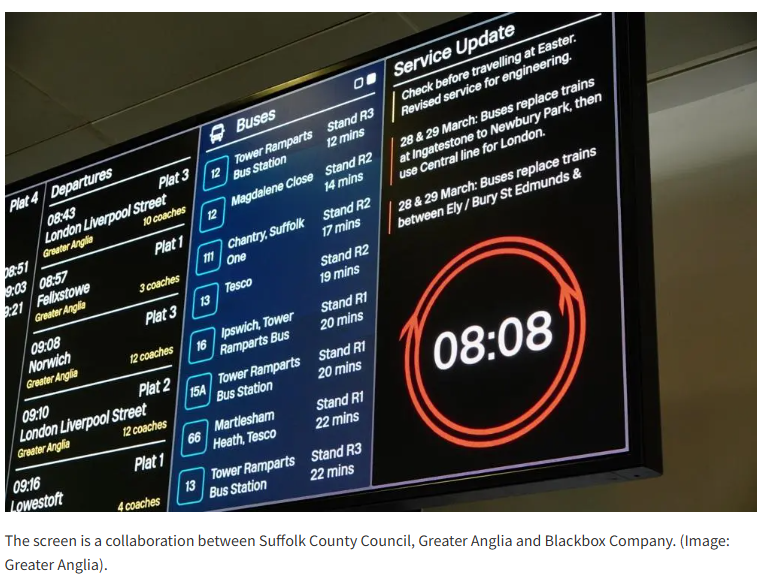 Plat 4
08:51
9:03
9:21
Departures
Plat 3
08:43
London Liverpool Street
10 coaches
Greater Anglia
Plat 1
08:57
Felixstowe
3 coaches
Greater Anglia
Plat 3
09:08
Norwich
12 coaches
Greater Anglia
Plat 2
09:10
London Liverpool Street
12 coaches
Greater Anglia
Plat 1
09:16
Lowestoft
4 coaches
Buses
12 Tower Ramparts Stand R3
Bus Station 12 mins
12 Magdalene Close Stand R2
14 mins
111 Chantry, Suffolk Stand R2
One 17 mins
13 Tesco Stand R2
19 mins
16 Ipswich, Tower Stand R1
Ramparts Bus 20 mins
15A Tower Ramparts Stand R1
Bus Station 20 mins
66 Martlesham Stand R1
Heath, Tesco 22 mins
13 Tower Ramparts Stand R3
Bus Station 22 mins
Service Update
Check before travelling at Easter.
Revised service for engineering.
28 & 29 March: Buses replace trains
at Ingatestone to Newbury Park, then
use Central line for London.
28 & 29 March: Buses replace trains
between Ely / Bury St Edmunds &
08:08
The screen is a collaboration between Suffolk County Council, Greater Anglia and Blackbox Company. (Image:
Greater Anglia).